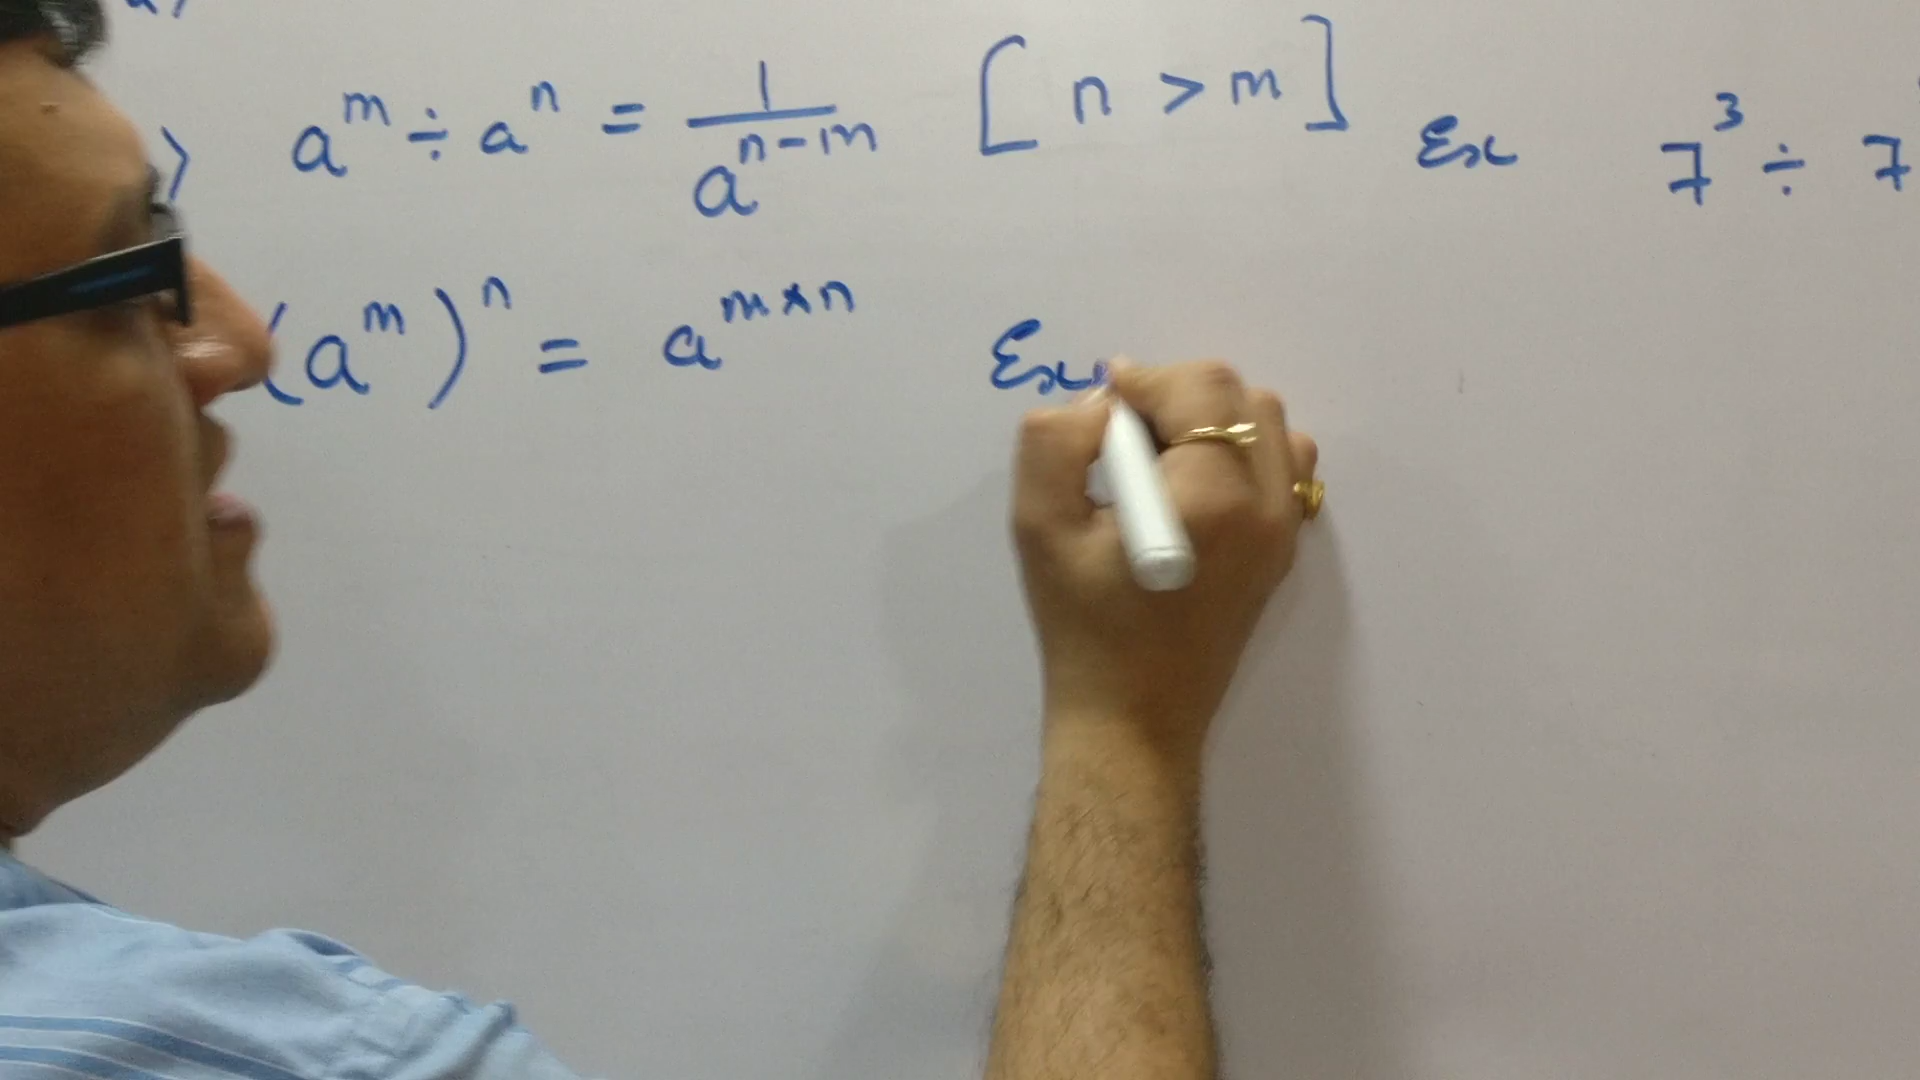 a^m ÷ a^n = 1/a^(n-m) [n > m] Ex 7^3 ÷ 7
(a^m)^n = a^(m×n) Ex